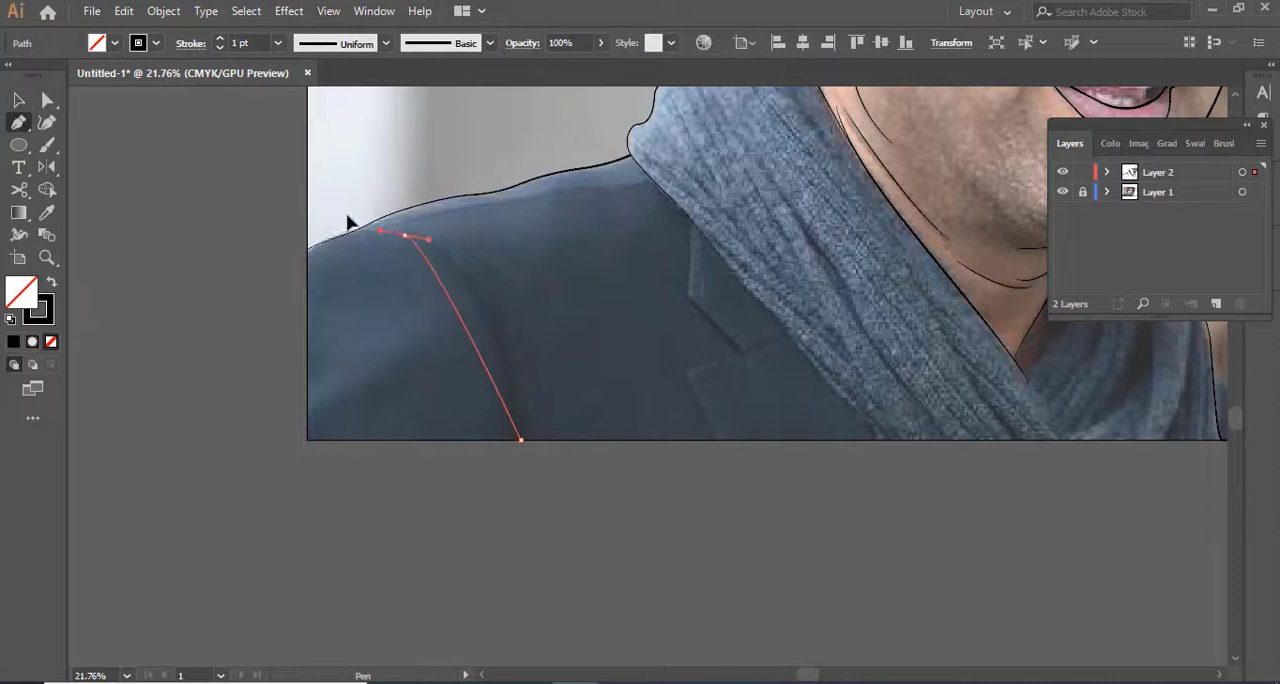 Ai File Edit Object Type Select Effect View Window Help Layout Search Adobe Stock
Path Stroke: 1 pt Uniform Basic Opacity: 100% Style: Transform
Untitled-1* @ 21.76% (CMYK/GPU Preview) ×
Layers Colo Imag Grad Swat Brus
Layer 2
Layer 1
2 Layers
21.76% 1 Pen